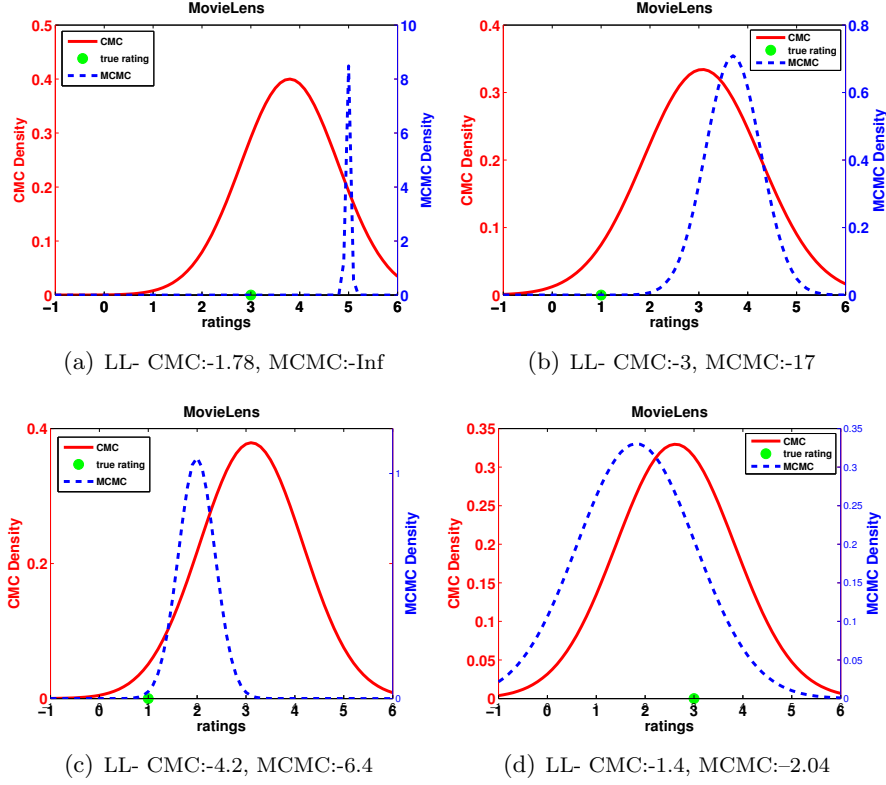 MovieLens
CMC
true rating
MCMC
0.5
0.4
0.3
0.2
0.1
0
CMC Density
10
8
6
4
2
0
MCMC Density
−1 0 1 2 3 4 5 6
ratings
(a) LL- CMC:-1.78, MCMC:-Inf
MovieLens
CMC
true rating
MCMC
0.4
0.3
0.2
0.1
0
CMC Density
0.8
0.6
0.4
0.2
0
MCMC Density
−1 0 1 2 3 4 5 6
ratings
(b) LL- CMC:-3, MCMC:-17
MovieLens
CMC
true rating
MCMC
0.4
0.2
0
CMC Density
1
0
MCMC Density
−1 0 1 2 3 4 5 6
ratings
(c) LL- CMC:-4.2, MCMC:-6.4
MovieLens
CMC
true rating
MCMC
0.35
0.3
0.25
0.2
0.15
0.1
0.05
0
CMC Density
0.35
0.3
0.25
0.2
0.15
0.1
0.05
0
MCMC Density
−1 0 1 2 3 4 5 6
ratings
(d) LL- CMC:-1.4, MCMC:–2.04